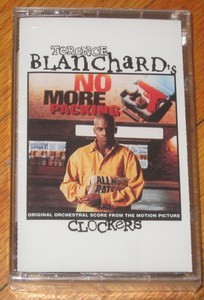 TERENCE
BLANCHARD's
NO
MORE
PACKING
ORIGINAL ORCHESTRAL SCORE FROM THE MOTION PICTURE
CLOCKERS